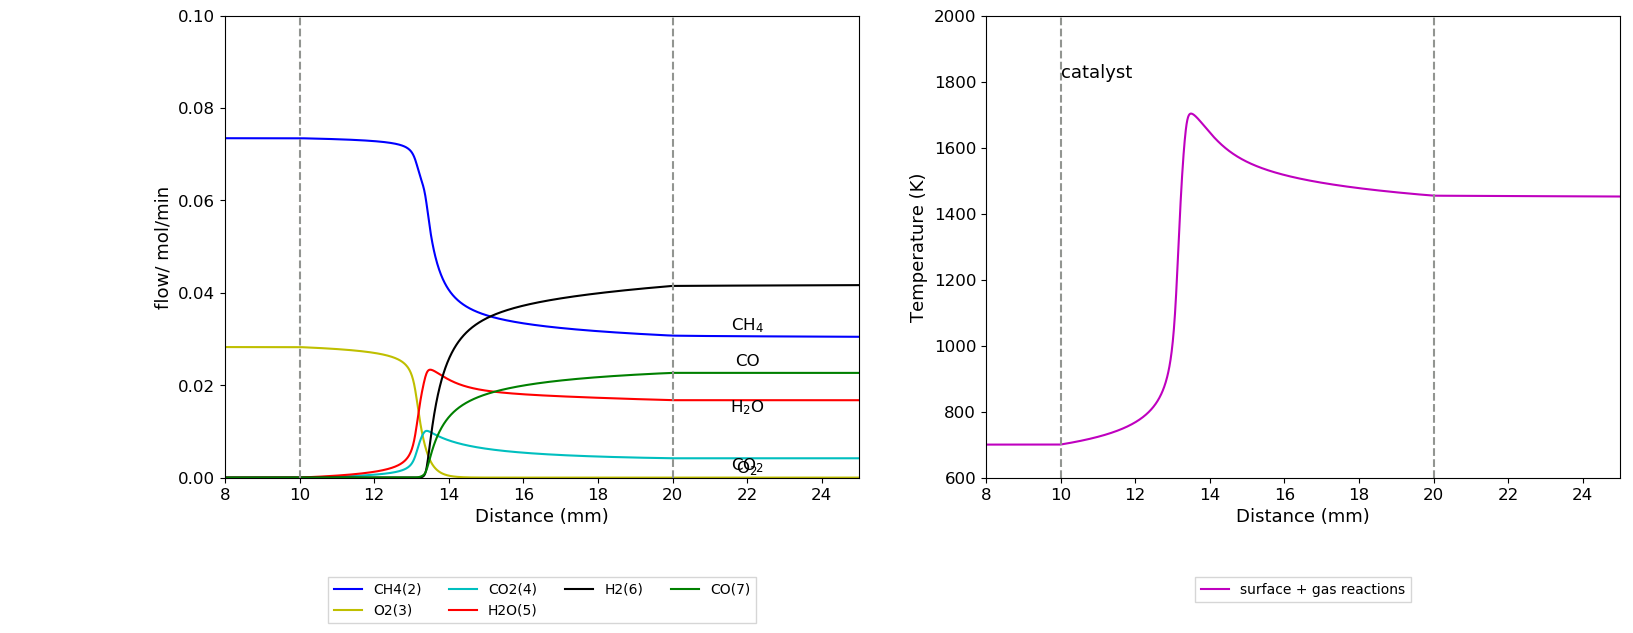 0.10
0.08
0.06
0.04
0.02
0.00
flow/ mol/min
CH₄
CO
H₂O
CO₂
O₂
8 10 12 14 16 18 20 22 24
Distance (mm)
CH4(2) CO2(4) H2(6) CO(7)
O2(3) H2O(5)
2000
1800
1600
1400
1200
1000
800
600
Temperature (K)
catalyst
8 10 12 14 16 18 20 22 24
Distance (mm)
surface + gas reactions